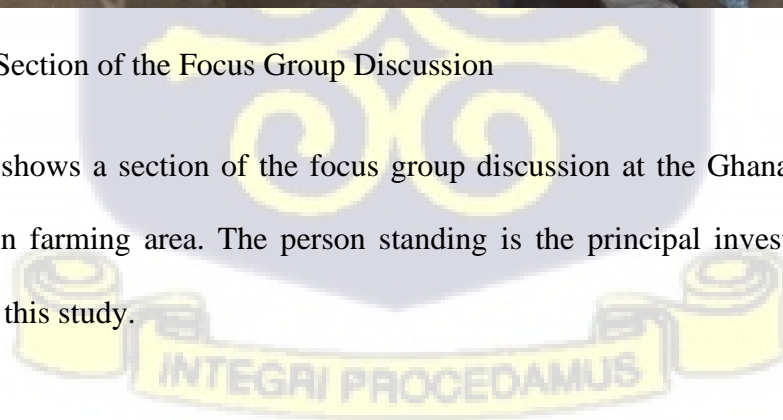 Section of the Focus Group Discussion
shows a section of the focus group discussion at the Ghana
n farming area. The person standing is the principal inves
this study.
INTEGRI PROCEDAMUS